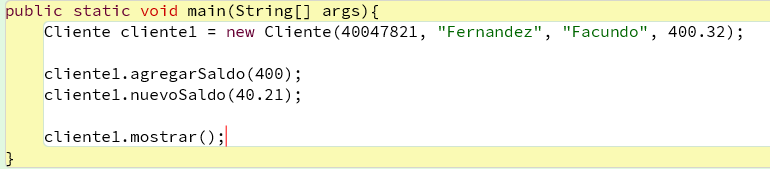 public static void main(String[] args){
Cliente cliente1 = new Cliente(40047821, "Fernandez", "Facundo", 400.32);
cliente1.agregarSaldo(400);
cliente1.nuevoSaldo(40.21);
cliente1.mostrar();
}